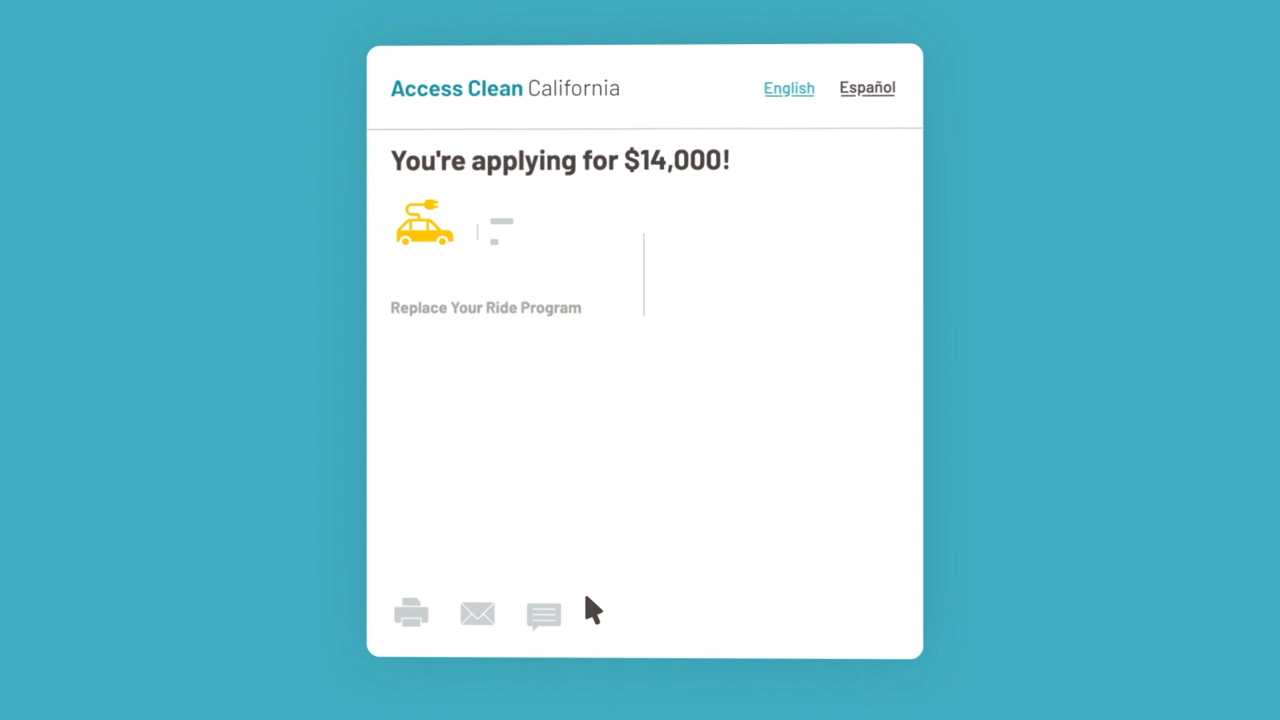 Access Clean California
English
Español
You're applying for $14,000!
Replace Your Ride Program